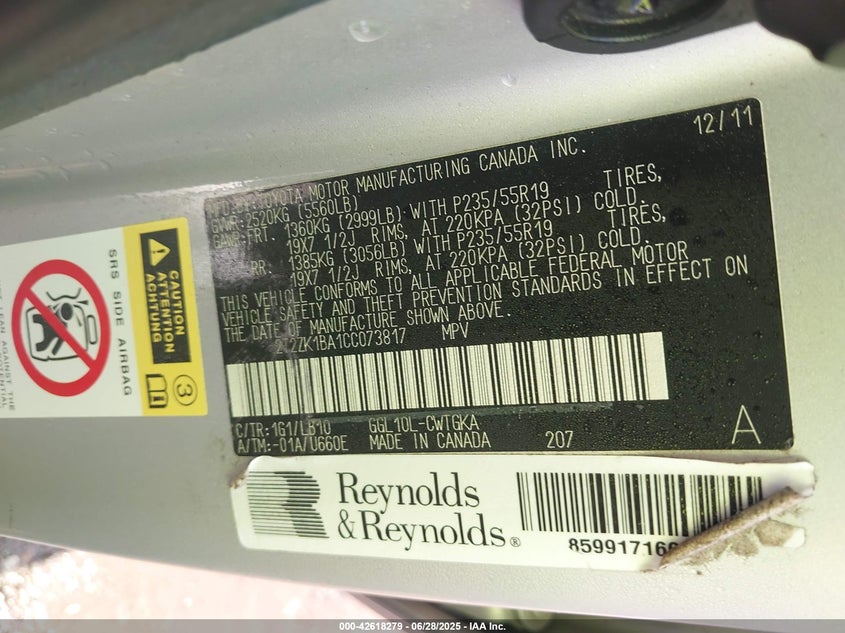 12/11
MFD BY: TOYOTA MOTOR MANUFACTURING CANADA INC.
GVWR: 2520KG (5560LB)
GAWR: FRT. 1360KG (2999LB) WITH P235/55R19 TIRES,
19X7 1/2J RIMS, AT 220KPA (32PSI) COLD.
RR. 1385KG (3056LB) WITH P235/55R19 TIRES,
19X7 1/2J RIMS, AT 220KPA (32PSI) COLD.
THIS VEHICLE CONFORMS TO ALL APPLICABLE FEDERAL MOTOR
VEHICLE SAFETY AND THEFT PREVENTION STANDARDS IN EFFECT ON
THE DATE OF MANUFACTURE SHOWN ABOVE.
2T2ZK1BA1CC073817 MPV
C/TR: 1G1/LB10 GGL10L-CWTGKA
A/TM: -01A/U660E MADE IN CANADA 207 A
SRS SIDE AIRBAG
CAUTION
ATTENTION
ACHTUNG
3
Reynolds
&Reynolds®
85991716
000-42618279 - 06/28/2025 - IAA Inc.